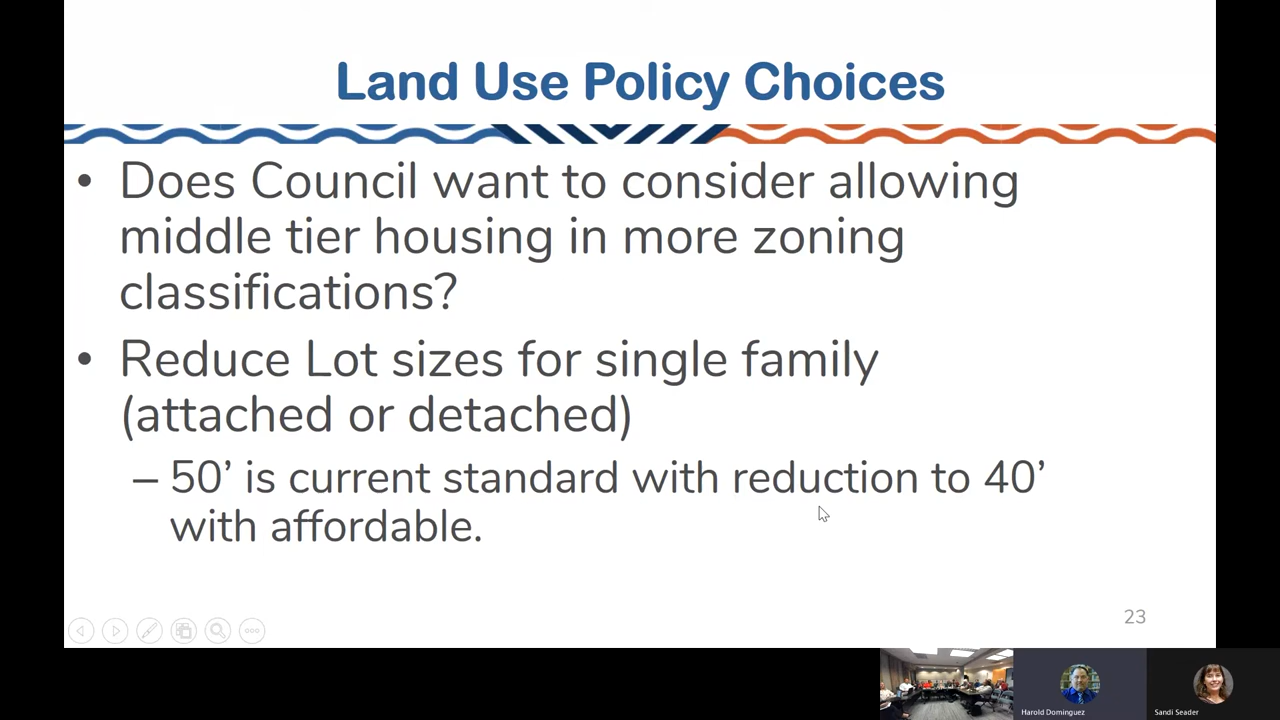 Land Use Policy Choices
• Does Council want to consider allowing
middle tier housing in more zoning
classifications?
• Reduce Lot sizes for single family
(attached or detached)
– 50’ is current standard with reduction to 40’
with affordable.
23
Harold Dominguez
Sandi Seader